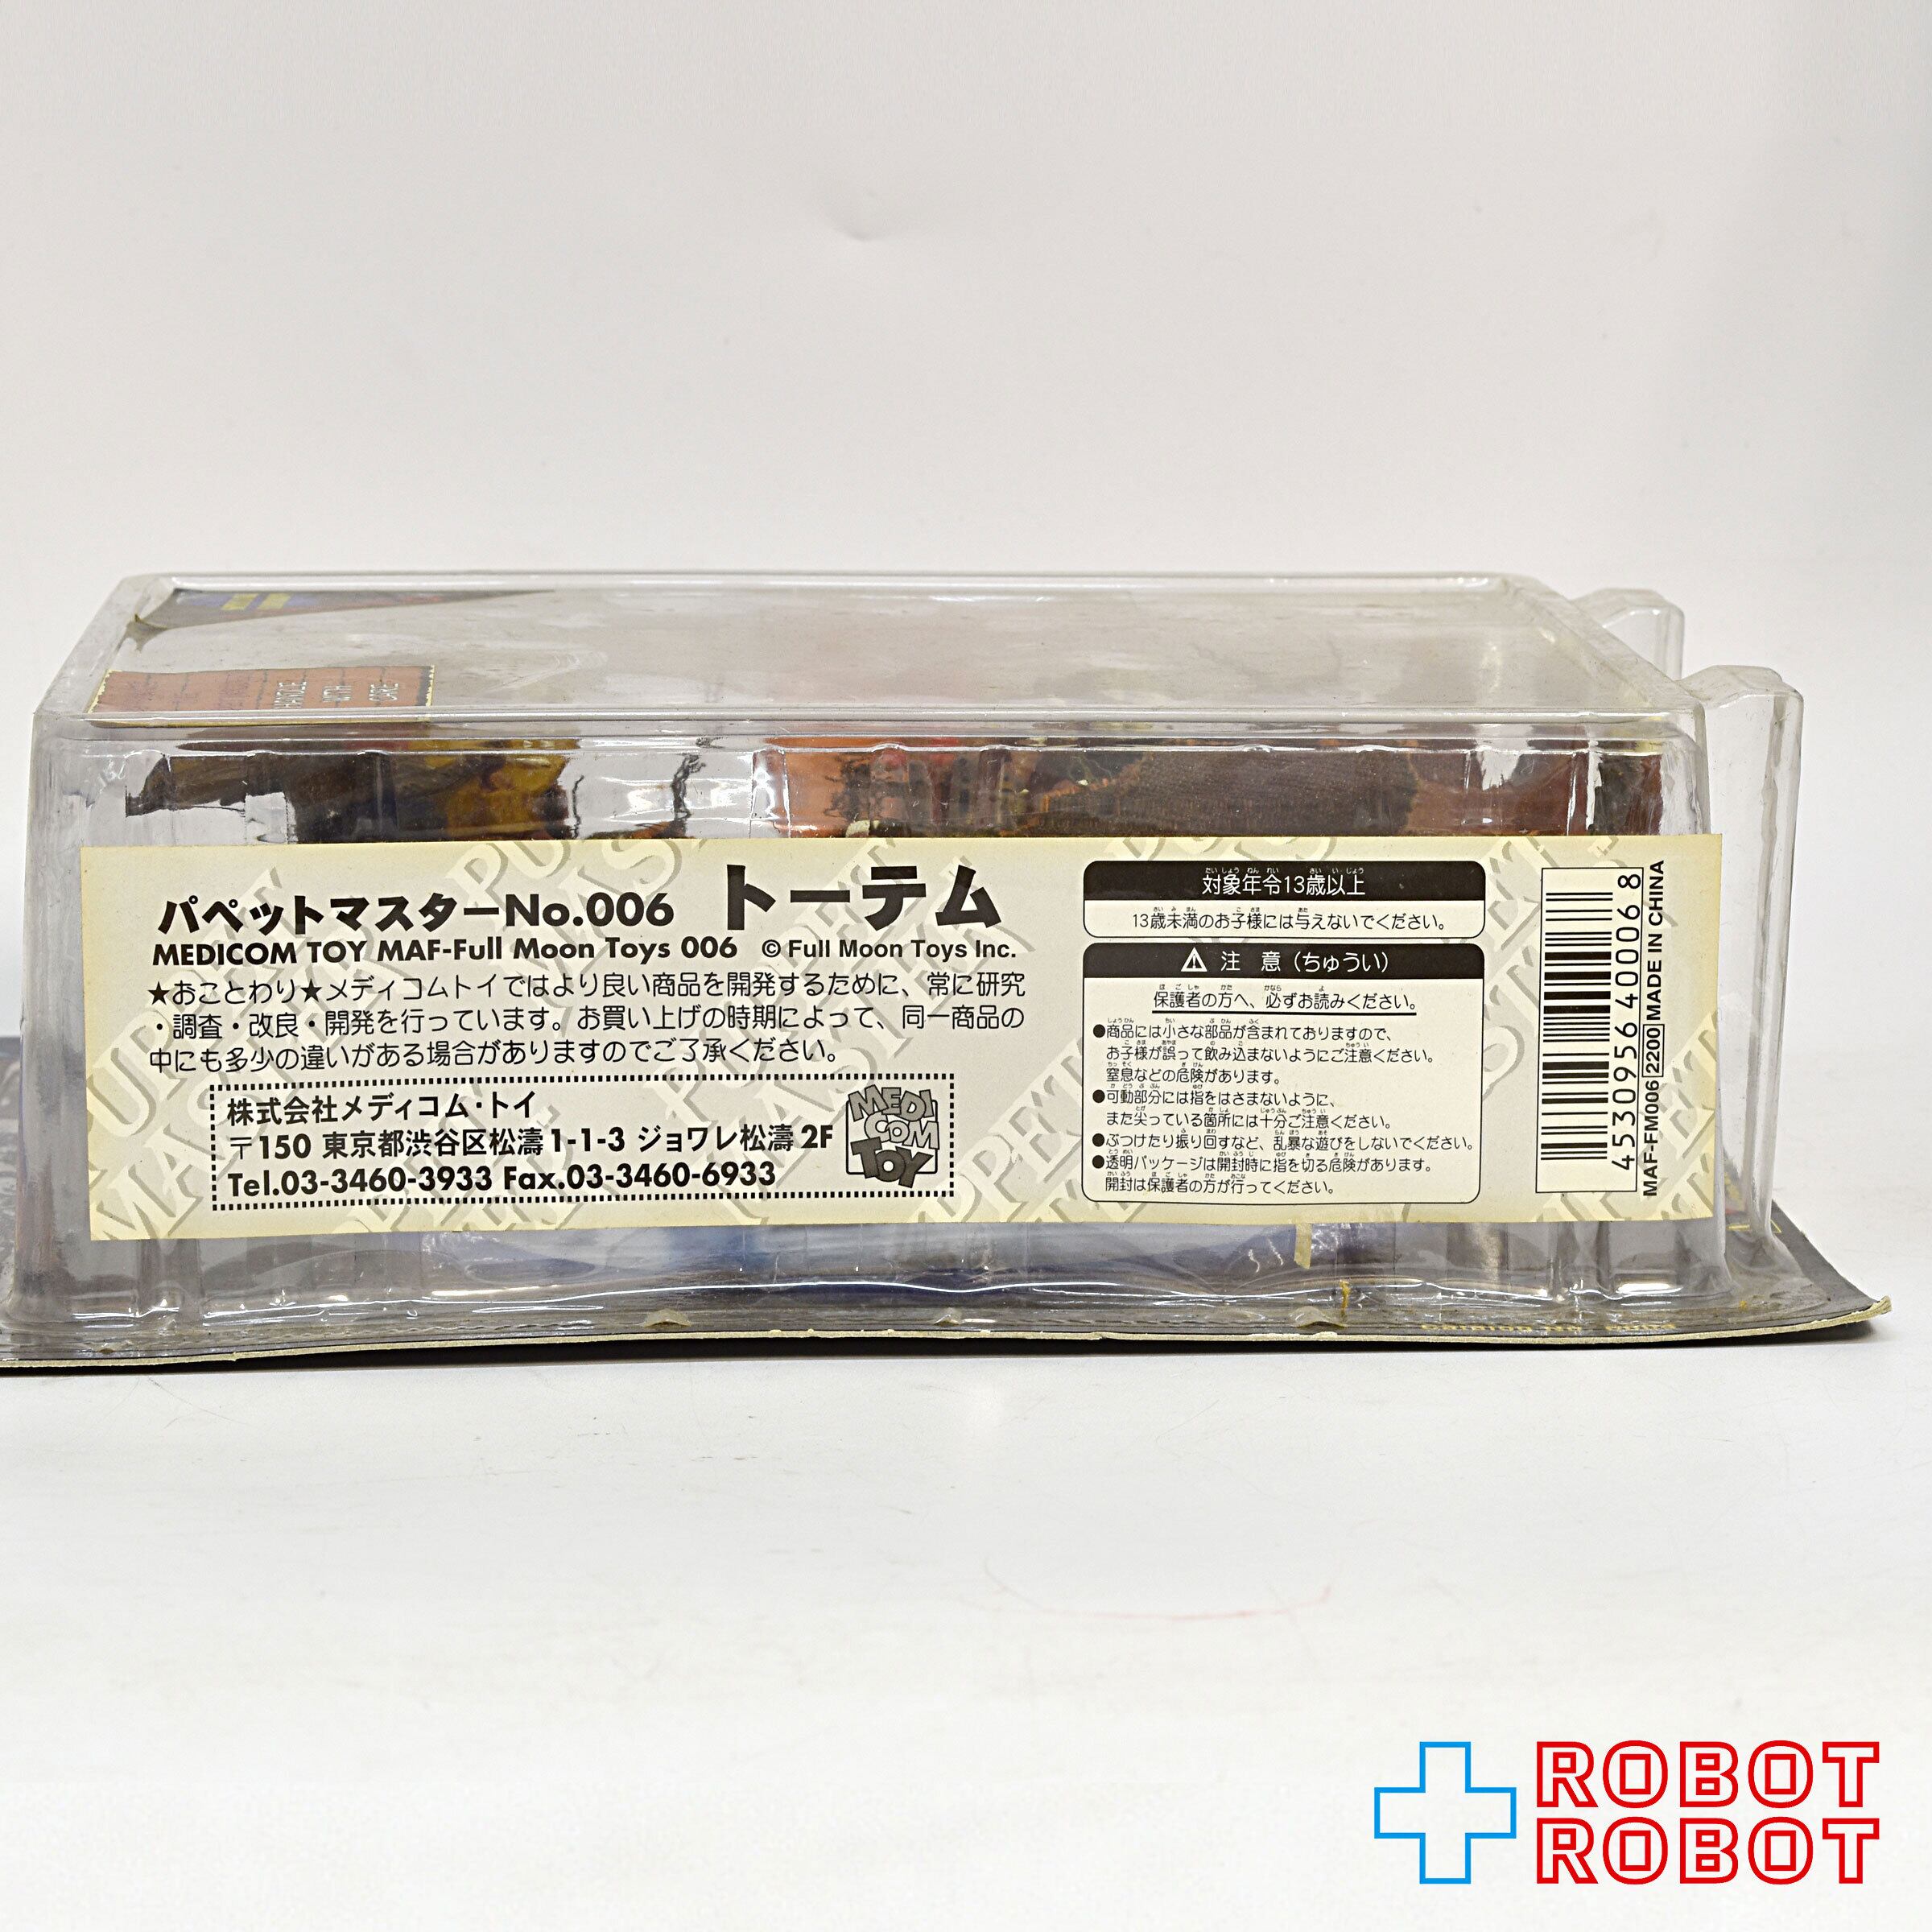 HANDLE
WITH
CARE
パペットマスターNo.006 トーテム
MEDICOM TOY MAF-Full Moon Toys 006 © Full Moon Toys Inc.
★おことわり★メディコムトイではより良い商品を開発するために、常に研究
・調査・改良・開発を行っています。お買い上げの時期によって、同一商品の
中にも多少の違いがある場合がありますのでご了承ください。
株式会社メディコム・トイ
〒150 東京都渋谷区松濤1-1-3 ジョワレ松濤2F
Tel.03-3460-3933 Fax.03-3460-6933
MEDI
COM
TOY
対象年令13歳以上
13歳未満のお子様には与えないでください。
⚠ 注 意（ちゅうい）
保護者の方へ、必ずお読みください。
●商品には小さな部品が含まれておりますので、
お子様が誤って飲み込まないようにご注意ください。
窒息などの危険があります。
●可動部分には指をはさまないように、
また尖っている箇所には十分ご注意ください。
●ぶつけたり振り回すなど、乱暴な遊びをしないでください。
●透明パッケージは開封時に指を切る危険があります。
開封は保護者の方が行ってください。
4530956400068
MAF-FM006 2200 MADE IN CHINA
ROBOT
ROBOT